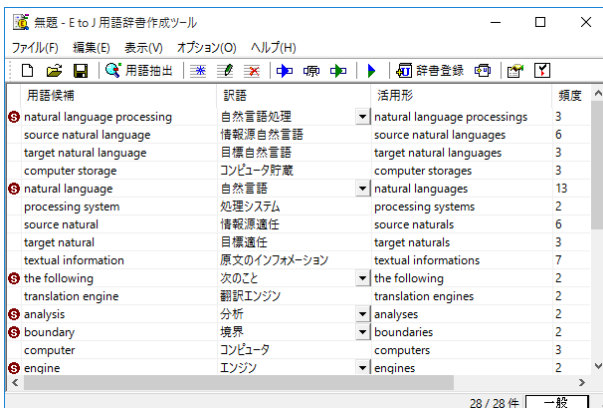 無題 - E to J 用語辞書作成ツール
ファイル(F) 編集(E) 表示(V) オプション(O) ヘルプ(H)
用語抽出 辞書登録
用語候補 訳語 活用形 頻度
S natural language processing 自然言語処理 natural language processings 3
source natural language 情報源自然言語 source natural languages 6
target natural language 目標自然言語 target natural languages 3
computer storage コンピュータ貯蔵 computer storages 3
S natural language 自然言語 natural languages 13
processing system 処理システム processing systems 2
source natural 情報源適任 source naturals 6
target natural 目標適任 target naturals 3
textual information 原文のインフォメーション textual informations 7
S the following 次のこと the following 2
translation engine 翻訳エンジン translation engines 2
S analysis 分析 analyses 2
S boundary 境界 boundaries 2
computer コンピュータ computers 3
S engine エンジン engines 2
28 / 28 件 一般